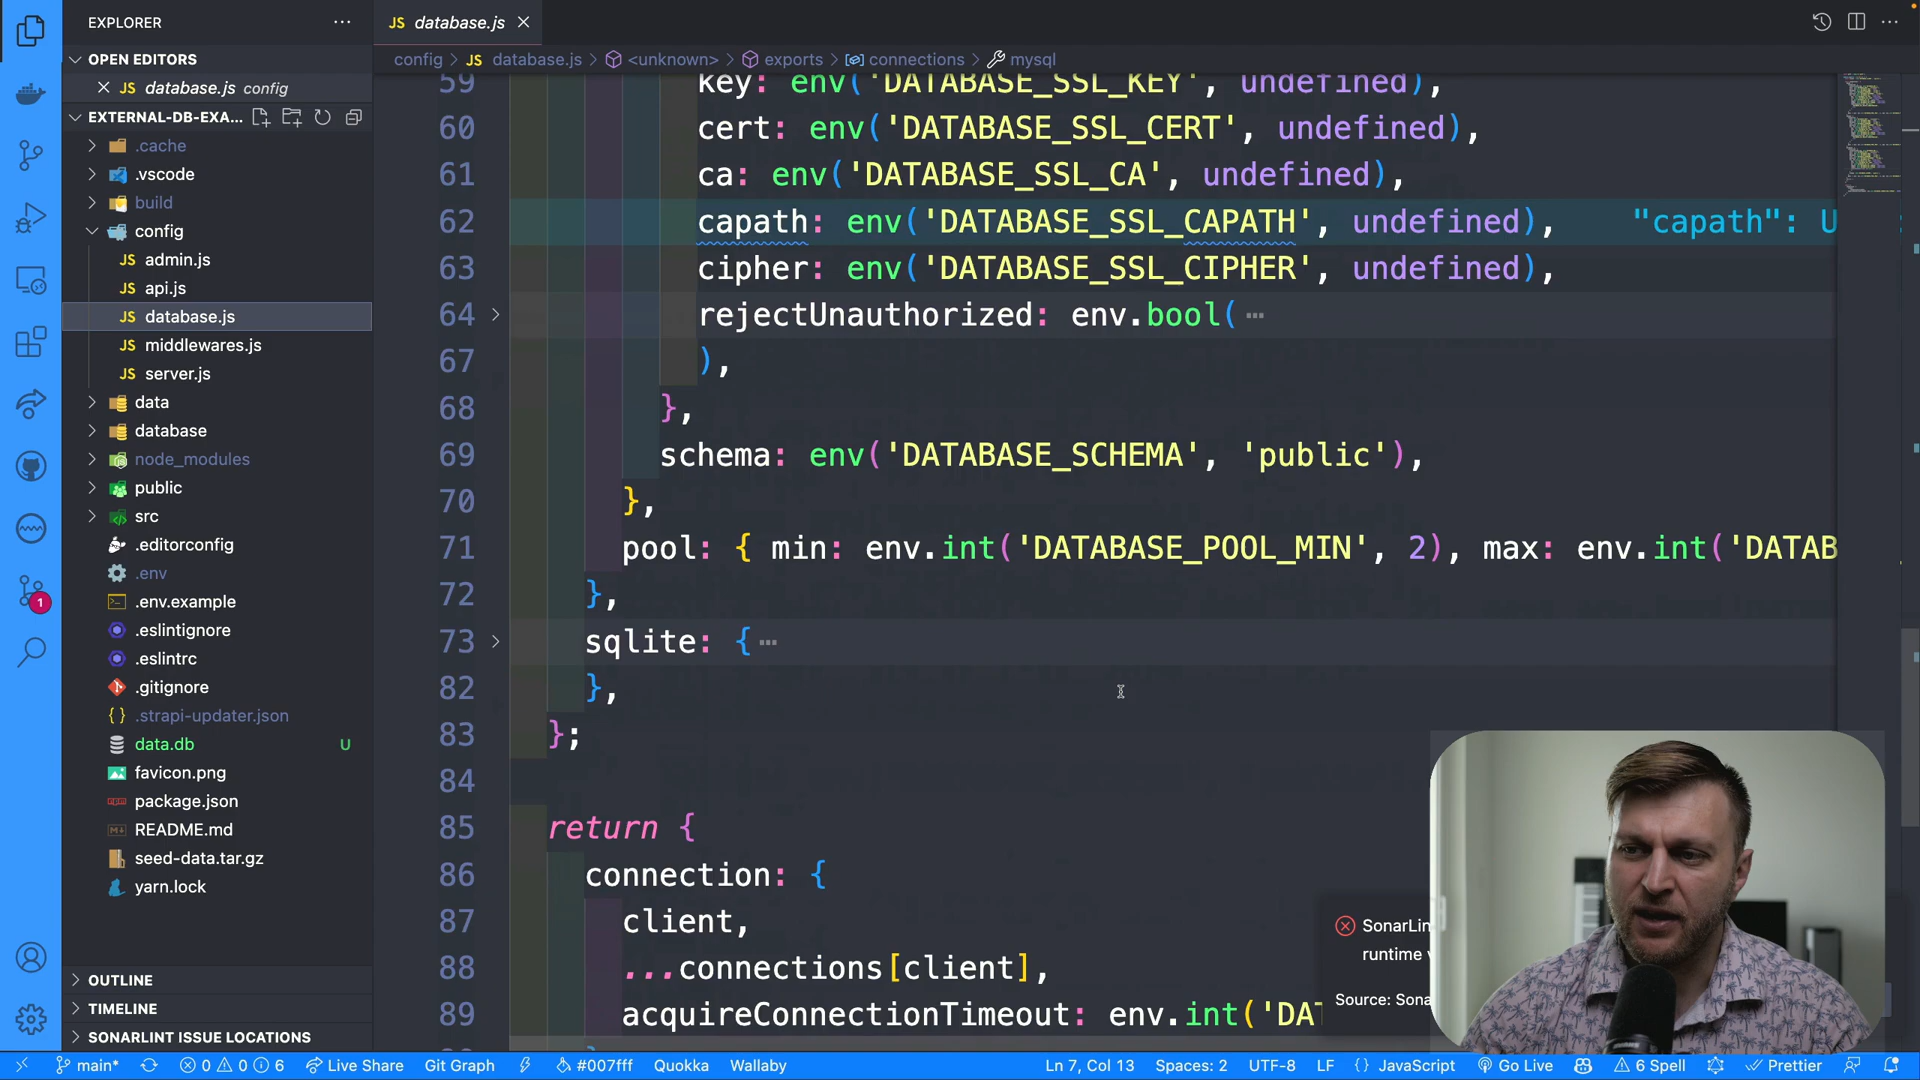 EXPLORER
OPEN EDITORS
JS database.js config
EXTERNAL-DB-EXA...
.cache
.vscode
build
config
JS admin.js
JS api.js
JS database.js
JS middlewares.js
JS server.js
data
database
node_modules
public
src
.editorconfig
.env
.env.example
.eslintignore
.eslintrc
.gitignore
{ } .strapi-updater.json
data.db U
favicon.png
package.json
README.md
seed-data.tar.gz
yarn.lock
OUTLINE
TIMELINE
SONARLINT ISSUE LOCATIONS
1
JS database.js
config > JS database.js > <unknown> > exports > connections > mysql
59 key: env('DATABASE_SSL_KEY', undefined),
60 cert: env('DATABASE_SSL_CERT', undefined),
61 ca: env('DATABASE_SSL_CA', undefined),
62 capath: env('DATABASE_SSL_CAPATH', undefined), "capath": U
63 cipher: env('DATABASE_SSL_CIPHER', undefined),
64 rejectUnauthorized: env.bool( ⋯
67 ),
68 },
69 schema: env('DATABASE_SCHEMA', 'public'),
70 },
71 pool: { min: env.int('DATABASE_POOL_MIN', 2), max: env.int('DATAB
72 },
73 sqlite: { ⋯
82 },
83 };
84
85 return {
86 connection: {
87 client,
88 ...connections[client],
89 acquireConnectionTimeout: env.int('DAT
SonarLin
runtime
Source: Sona
main* 0 0 6 Live Share Git Graph #007fff Quokka Wallaby Ln 7, Col 13 Spaces: 2 UTF-8 LF { } JavaScript Go Live 6 Spell Prettier